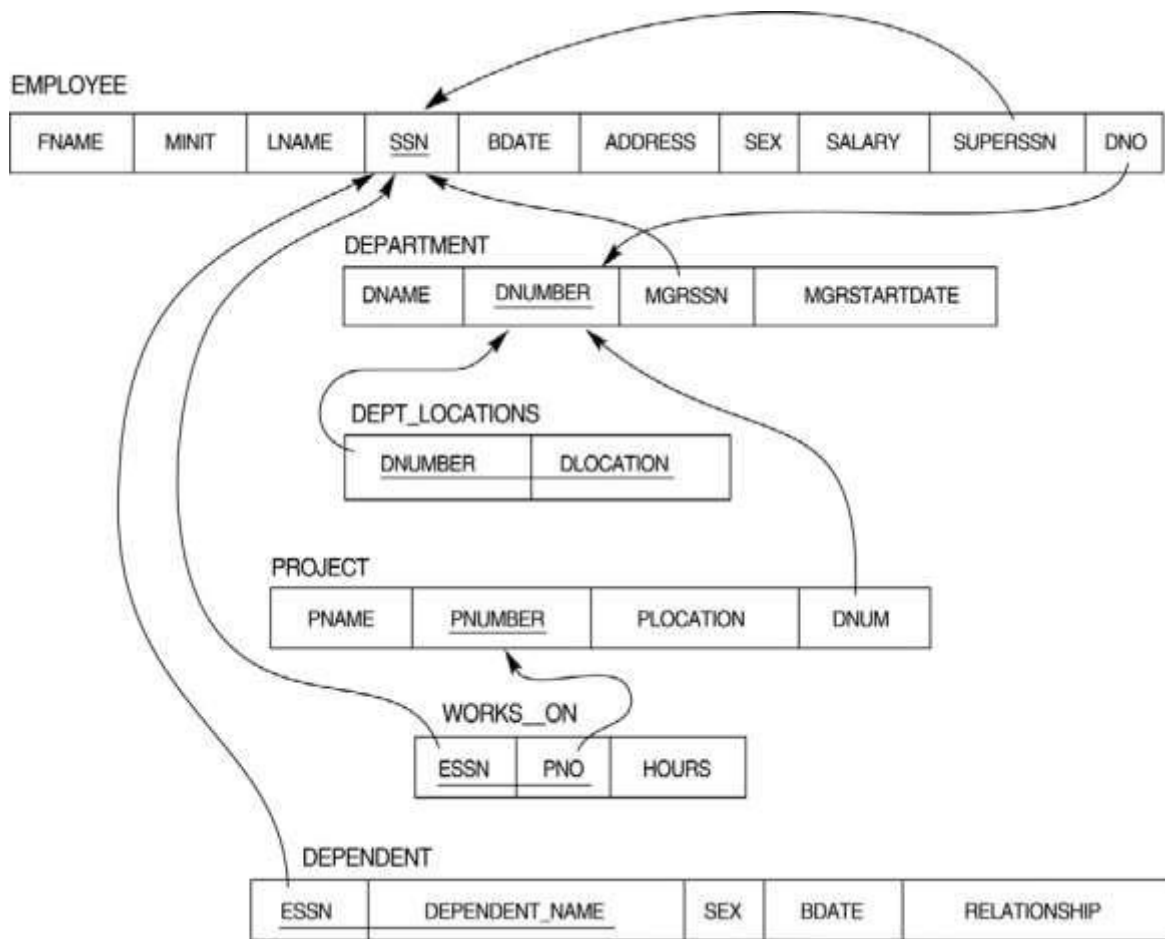 EMPLOYEE
FNAME MINIT LNAME SSN BDATE ADDRESS SEX SALARY SUPERSSN DNO
DEPARTMENT
DNAME DNUMBER MGRSSN MGRSTARTDATE
DEPT_LOCATIONS
DNUMBER DLOCATION
PROJECT
PNAME PNUMBER PLOCATION DNUM
WORKS__ON
ESSN PNO HOURS
DEPENDENT
ESSN DEPENDENT_NAME SEX BDATE RELATIONSHIP